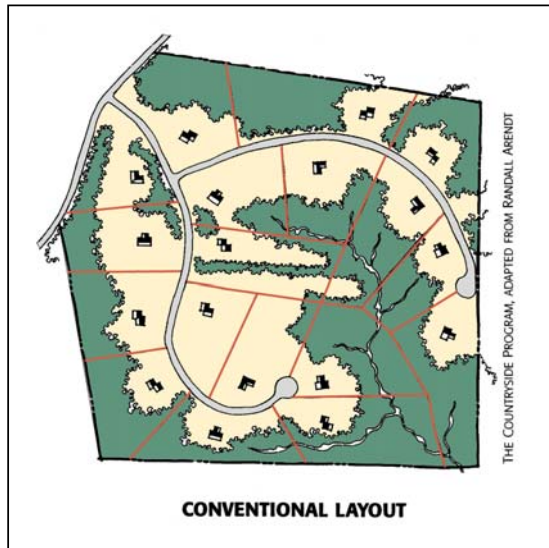 THE COUNTRYSIDE PROGRAM, ADAPTED FROM RANDALL ARENDT
CONVENTIONAL LAYOUT